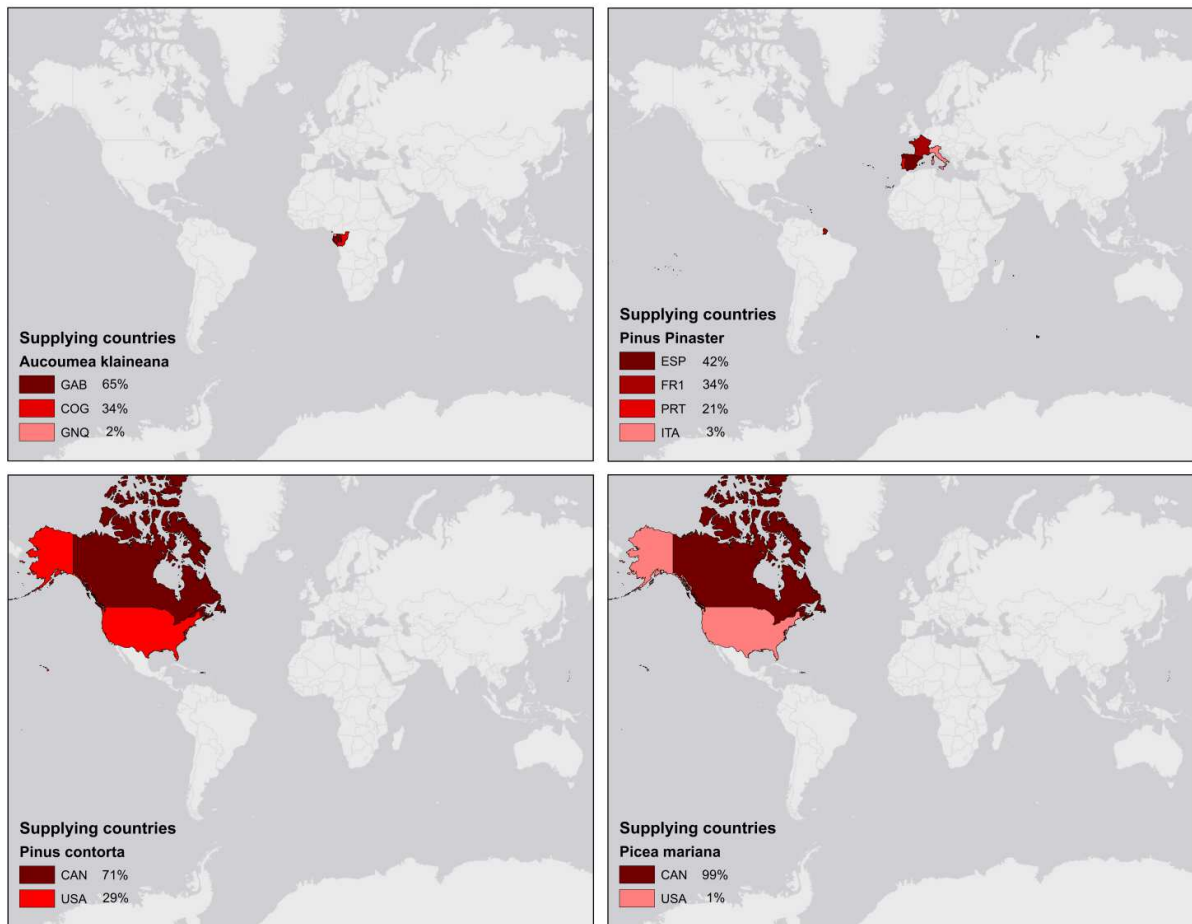 Supplying countries
Aucoumea klaineana
GAB 65%
COG 34%
GNQ 2%
Supplying countries
Pinus Pinaster
ESP 42%
FR1 34%
PRT 21%
ITA 3%
Supplying countries
Pinus contorta
CAN 71%
USA 29%
Supplying countries
Picea mariana
CAN 99%
USA 1%